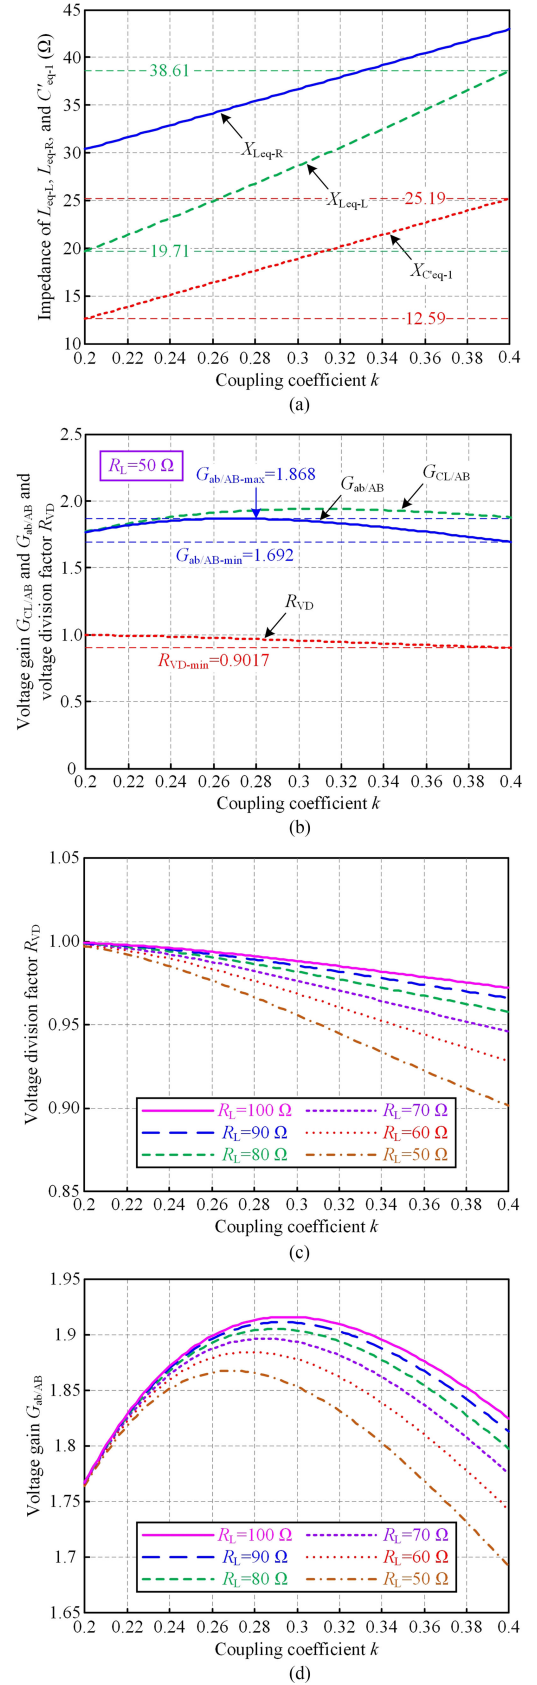 Impedance of Leq-L, Leq-R, and C′eq-1 (Ω)
45
40
35
30
25
20
15
10
38.61
XLeq-R
XLeq-L
25.19
19.71
XC'eq-1
12.59
0.2 0.22 0.24 0.26 0.28 0.3 0.32 0.34 0.36 0.38 0.4
Coupling coefficient k
(a)
Voltage gain GCL/AB and Gab/AB and
voltage division factor RVD
2.5
2.0
1.5
1.0
0.5
0
RL=50 Ω
Gab/AB-max=1.868
Gab/AB
GCL/AB
Gab/AB-min=1.692
RVD
RVD-min=0.9017
0.2 0.22 0.24 0.26 0.28 0.3 0.32 0.34 0.36 0.38 0.4
Coupling coefficient k
(b)
Voltage division factor RVD
1.05
1.00
0.95
0.90
0.85
RL=100 Ω RL=70 Ω
RL=90 Ω RL=60 Ω
RL=80 Ω RL=50 Ω
0.2 0.22 0.24 0.26 0.28 0.3 0.32 0.34 0.36 0.38 0.4
Coupling coefficient k
(c)
Voltage gain Gab/AB
1.95
1.9
1.85
1.8
1.75
1.7
1.65
RL=100 Ω RL=70 Ω
RL=90 Ω RL=60 Ω
RL=80 Ω RL=50 Ω
0.2 0.22 0.24 0.26 0.28 0.3 0.32 0.34 0.36 0.38 0.4
Coupling coefficient k
(d)